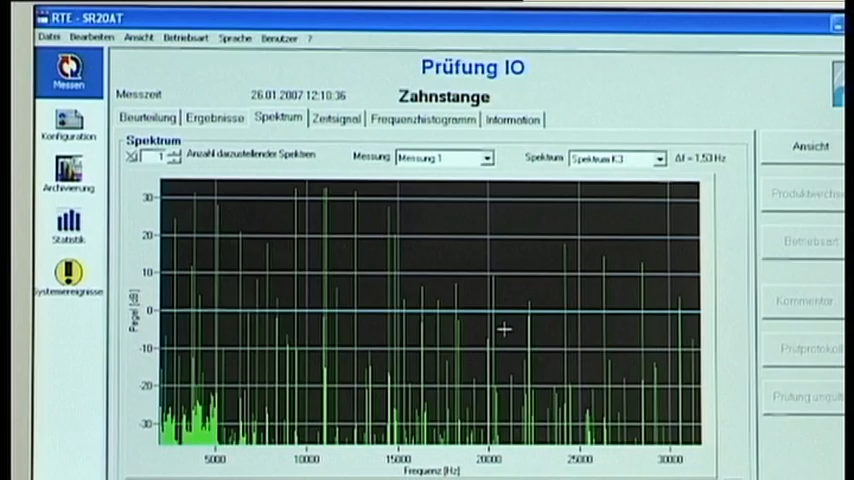 RTE - SR20AT
Datei Bearbeiten Ansicht Betriebsart Sprache Benutzer ?
Messen
Prüfung IO
Messzeit 26.01.2007 12:10:36 Zahnstange
Beurteilung Ergebnisse Spektrum Zeitsignal Frequenzhistogramm Information
Konfiguration
Archivierung
Statistik
Systemereignisse
Spektrum
1 Anzahl darzustellender Spektren Messung Messung 1 Spektrum Spektrum K3 Δf = 1,53 Hz
Pegel [dB]
30
20
10
0
-10
-20
-30
5000 10000 15000 20000 25000 30000
Frequenz [Hz]
Ansicht
Betriebsart
Kommentar